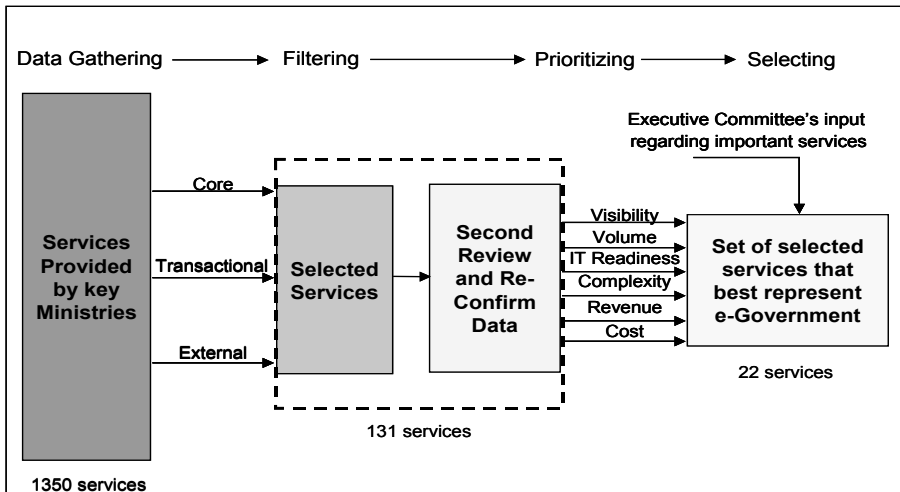 Data Gathering
Filtering
Prioritizing
Selecting
Executive Committee's input
regarding important services
Services
Provided
by key
Ministries
Core
Transactional
External
Selected
Services
Second
Review
and Re-
Confirm
Data
Visibility
Volume
IT Readiness
Complexity
Revenue
Cost
Set of selected
services that
best represent
e-Government
22 services
131 services
1350 services